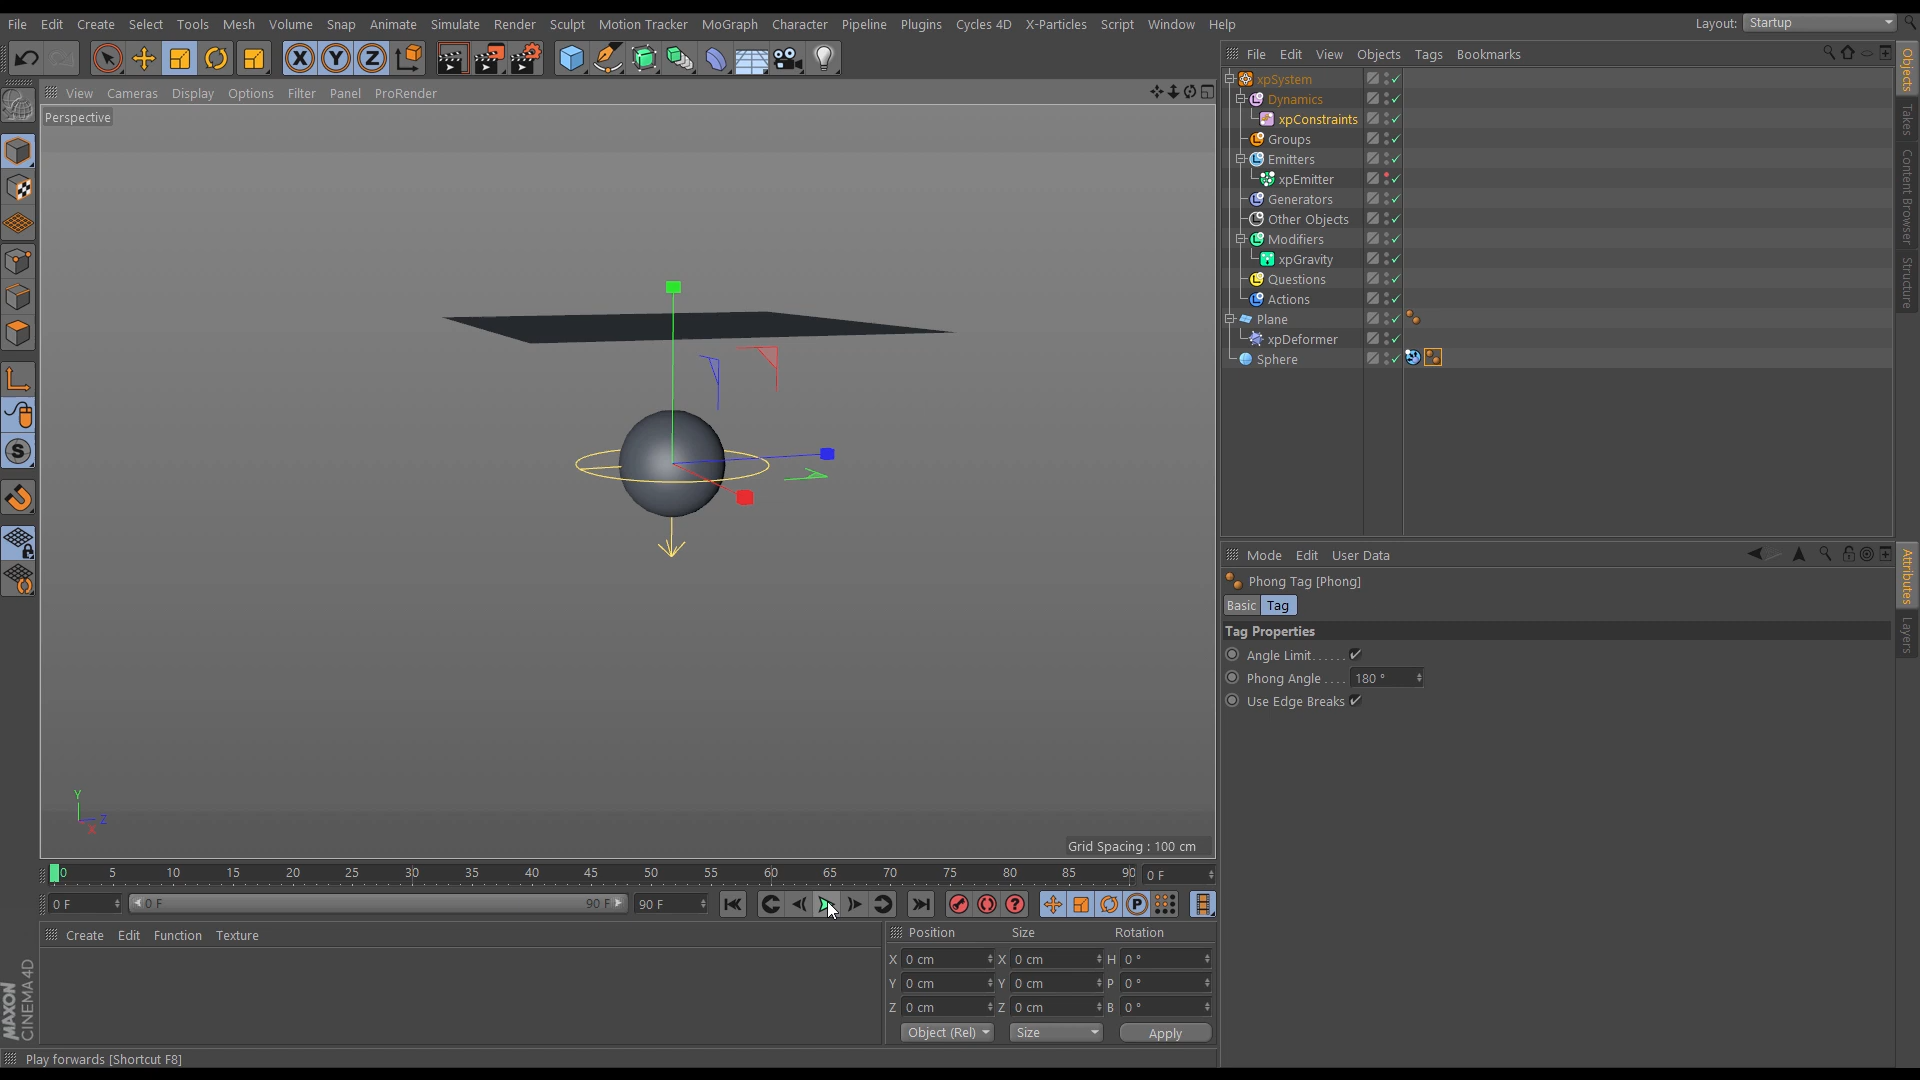 File Edit Create Select Tools Mesh Volume Snap Animate Simulate Render Sculpt Motion Tracker MoGraph Character Pipeline Plugins Cycles 4D X-Particles Script Window Help Layout: Startup
X Y Z
View Cameras Display Options Filter Panel ProRender
Perspective
Y
Z
X
Grid Spacing : 100 cm
0 5 10 15 20 25 30 35 40 45 50 55 60 65 70 75 80 85 90 0 F
0 F 0 F 90 F 90 F
Create Edit Function Texture
Position Size Rotation
X 0 cm X 0 cm H 0 °
Y 0 cm Y 0 cm P 0 °
Z 0 cm Z 0 cm B 0 °
Object (Rel) Size Apply
MAXON
CINEMA 4D
Play forwards [Shortcut F8]
File Edit View Objects Tags Bookmarks
xpSystem
Dynamics
xpConstraints
Groups
Emitters
xpEmitter
Generators
Other Objects
Modifiers
xpGravity
Questions
Actions
Plane
xpDeformer
Sphere
Mode Edit User Data
Phong Tag [Phong]
Basic Tag
Tag Properties
Angle Limit......
Phong Angle.... 180 °
Use Edge Breaks
Objects
Takes
Content Browser
Structure
Attributes
Layers